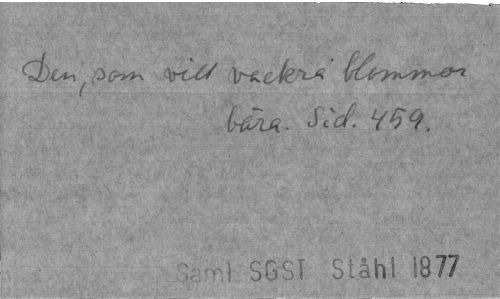 Den, som vill vackra blommor
bära. Sid. 459.
Saml SGST Ståhl 1877